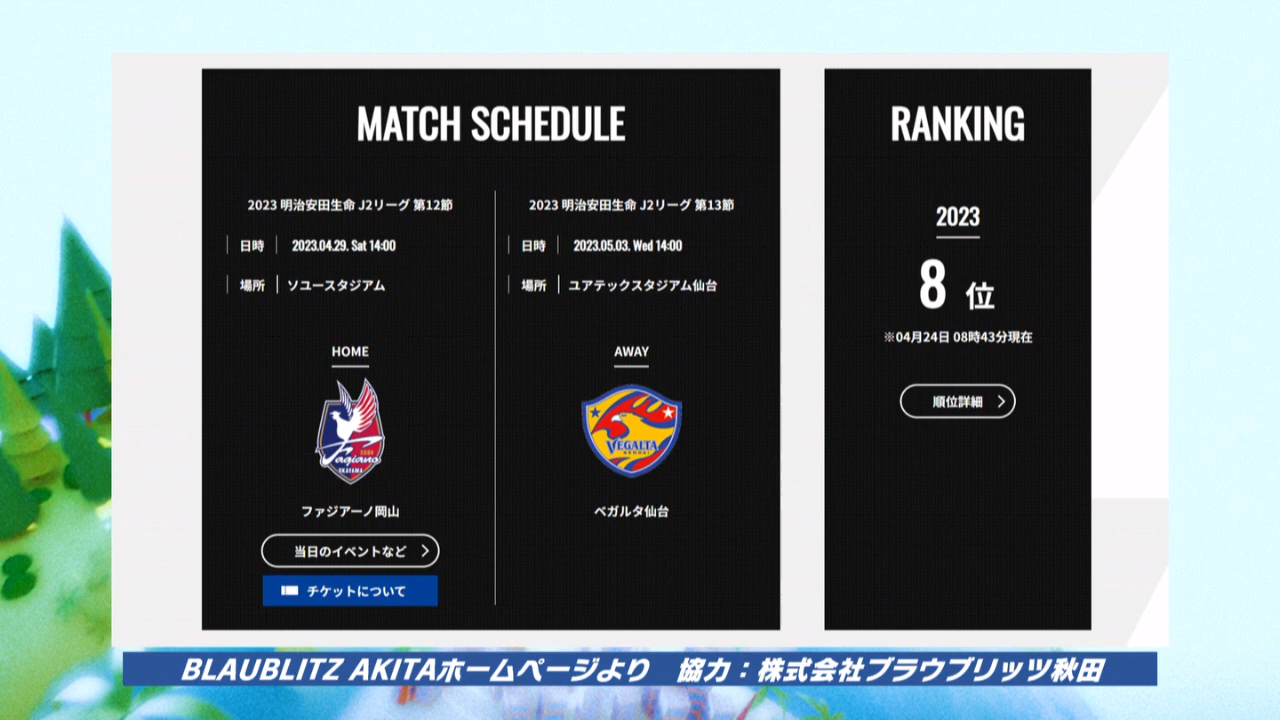 MATCH SCHEDULE
2023 明治安田生命 J2リーグ 第12節
日時 2023.04.29. Sat 14:00
場所 ソユースタジアム
HOME
Fagiano
OKAYAMA
ファジアーノ岡山
当日のイベントなど
チケットについて
2023 明治安田生命 J2リーグ 第13節
日時 2023.05.03. Wed 14:00
場所 ユアテックスタジアム仙台
AWAY
VEGALTA
SENDAI
ベガルタ仙台
RANKING
2023
8 位
※04月24日 08時43分現在
順位詳細
BLAUBLITZ AKITAホームページより 協力：株式会社ブラウブリッツ秋田